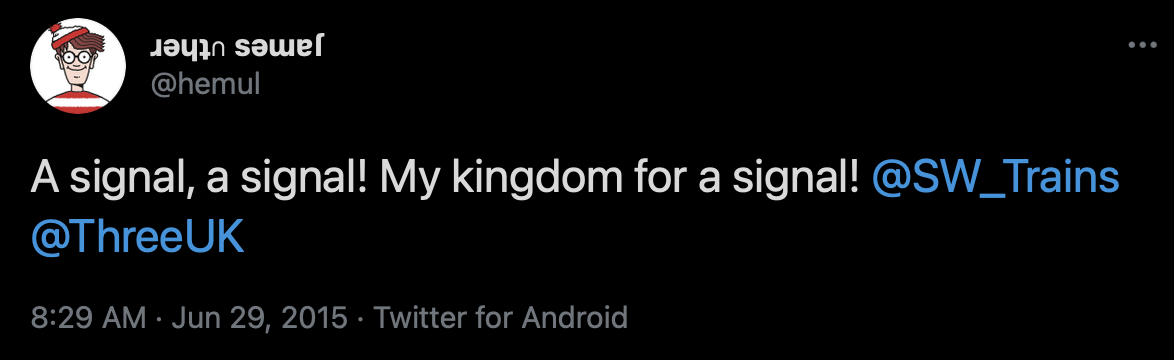 ɹǝɥʇ∩ sǝɯɐſ
@hemul
A signal, a signal! My kingdom for a signal! @SW_Trains
@ThreeUK
8:29 AM · Jun 29, 2015 · Twitter for Android